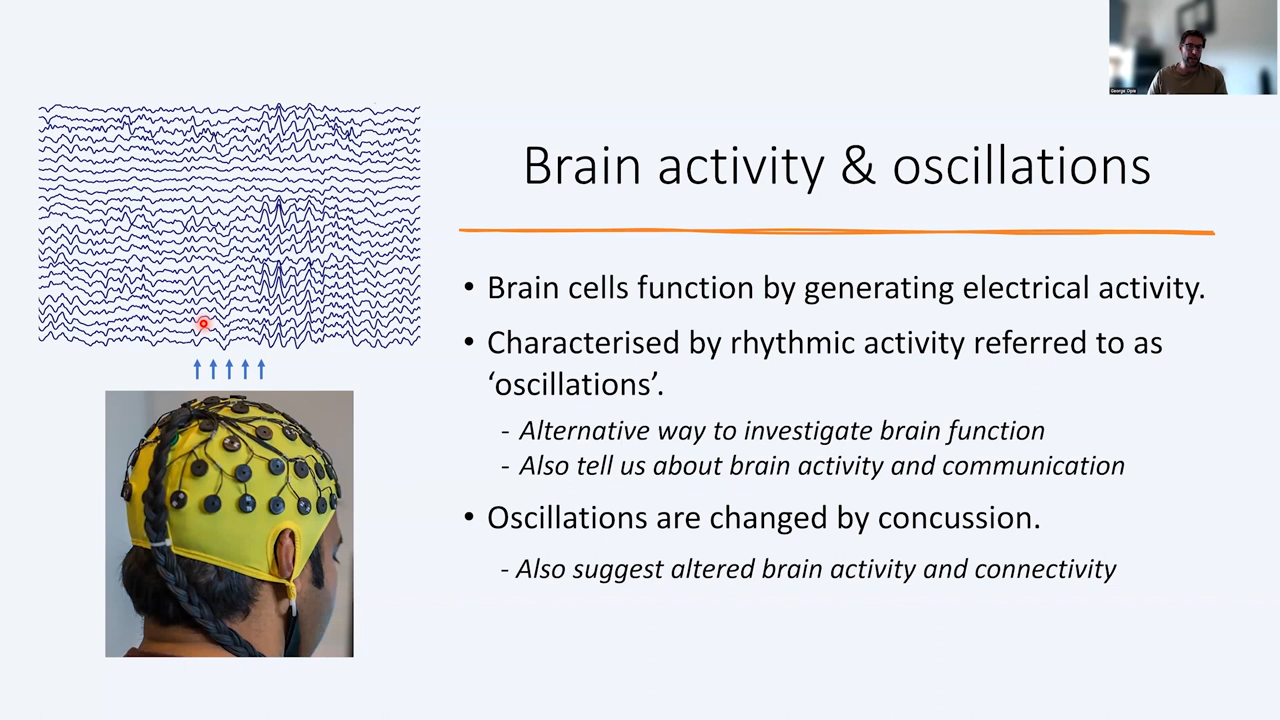 George Opie
Brain activity & oscillations
• Brain cells function by generating electrical activity.
• Characterised by rhythmic activity referred to as
‘oscillations’.
- Alternative way to investigate brain function
- Also tell us about brain activity and communication
• Oscillations are changed by concussion.
- Also suggest altered brain activity and connectivity